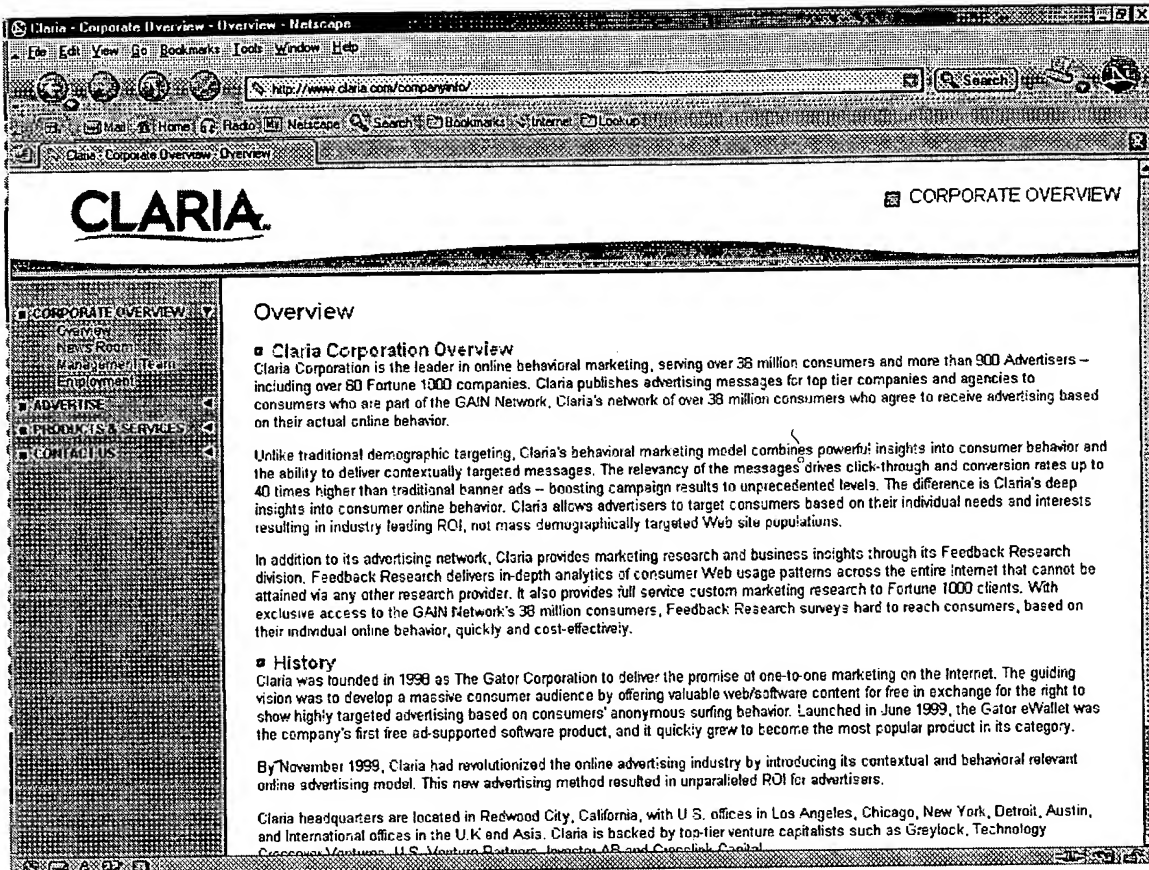 Claria - Corporate Overview - Overview - Netscape
File Edit View Go Bookmarks Tools Window Help
http://www.claria.com/companyinfo/
Search
Mail Home Radio Netscape Search Bookmarks Internet Lookup
Claria - Corporate Overview - Overview
CLARIA
CORPORATE OVERVIEW
CORPORATE OVERVIEW
Overview
News Room
Management Team
Employment
ADVERTISE
PRODUCTS & SERVICES
CONTACT US
Overview
Claria Corporation Overview
Claria Corporation is the leader in online behavioral marketing, serving over 38 million consumers and more than 900 Advertisers –
including over 80 Fortune 1000 companies. Claria publishes advertising messages for top tier companies and agencies to
consumers who are part of the GAIN Network, Claria's network of over 38 million consumers who agree to receive advertising based
on their actual online behavior.
Unlike traditional demographic targeting, Claria's behavioral marketing model combines powerful insights into consumer behavior and
the ability to deliver contextually targeted messages. The relevancy of the messages drives click-through and conversion rates up to
40 times higher than traditional banner ads – boosting campaign results to unprecedented levels. The difference is Claria's deep
insights into consumer online behavior. Claria allows advertisers to target consumers based on their individual needs and interests
resulting in industry leading ROI, not mass demographically targeted Web site populations.
In addition to its advertising network, Claria provides marketing research and business insights through its Feedback Research
division. Feedback Research delivers in-depth analytics of consumer Web usage patterns across the entire Internet that cannot be
attained via any other research provider. It also provides full service custom marketing research to Fortune 1000 clients. With
exclusive access to the GAIN Network's 38 million consumers, Feedback Research surveys hard to reach consumers, based on
their individual online behavior, quickly and cost-effectively.
History
Claria was founded in 1998 as The Gator Corporation to deliver the promise of one-to-one marketing on the Internet. The guiding
vision was to develop a massive consumer audience by offering valuable web/software content for free in exchange for the right to
show highly targeted advertising based on consumers' anonymous surfing behavior. Launched in June 1999, the Gator eWallet was
the company's first free ad-supported software product, and it quickly grew to become the most popular product in its category.
By November 1999, Claria had revolutionized the online advertising industry by introducing its contextual and behavioral relevant
online advertising model. This new advertising method resulted in unparalleled ROI for advertisers.
Claria headquarters are located in Redwood City, California, with U.S. offices in Los Angeles, Chicago, New York, Detroit, Austin,
and International offices in the U.K and Asia. Claria is backed by top-tier venture capitalists such as Greylock, Technology
Crossover Ventures, U.S. Venture Partners, Investor AB and Crosslink Capital